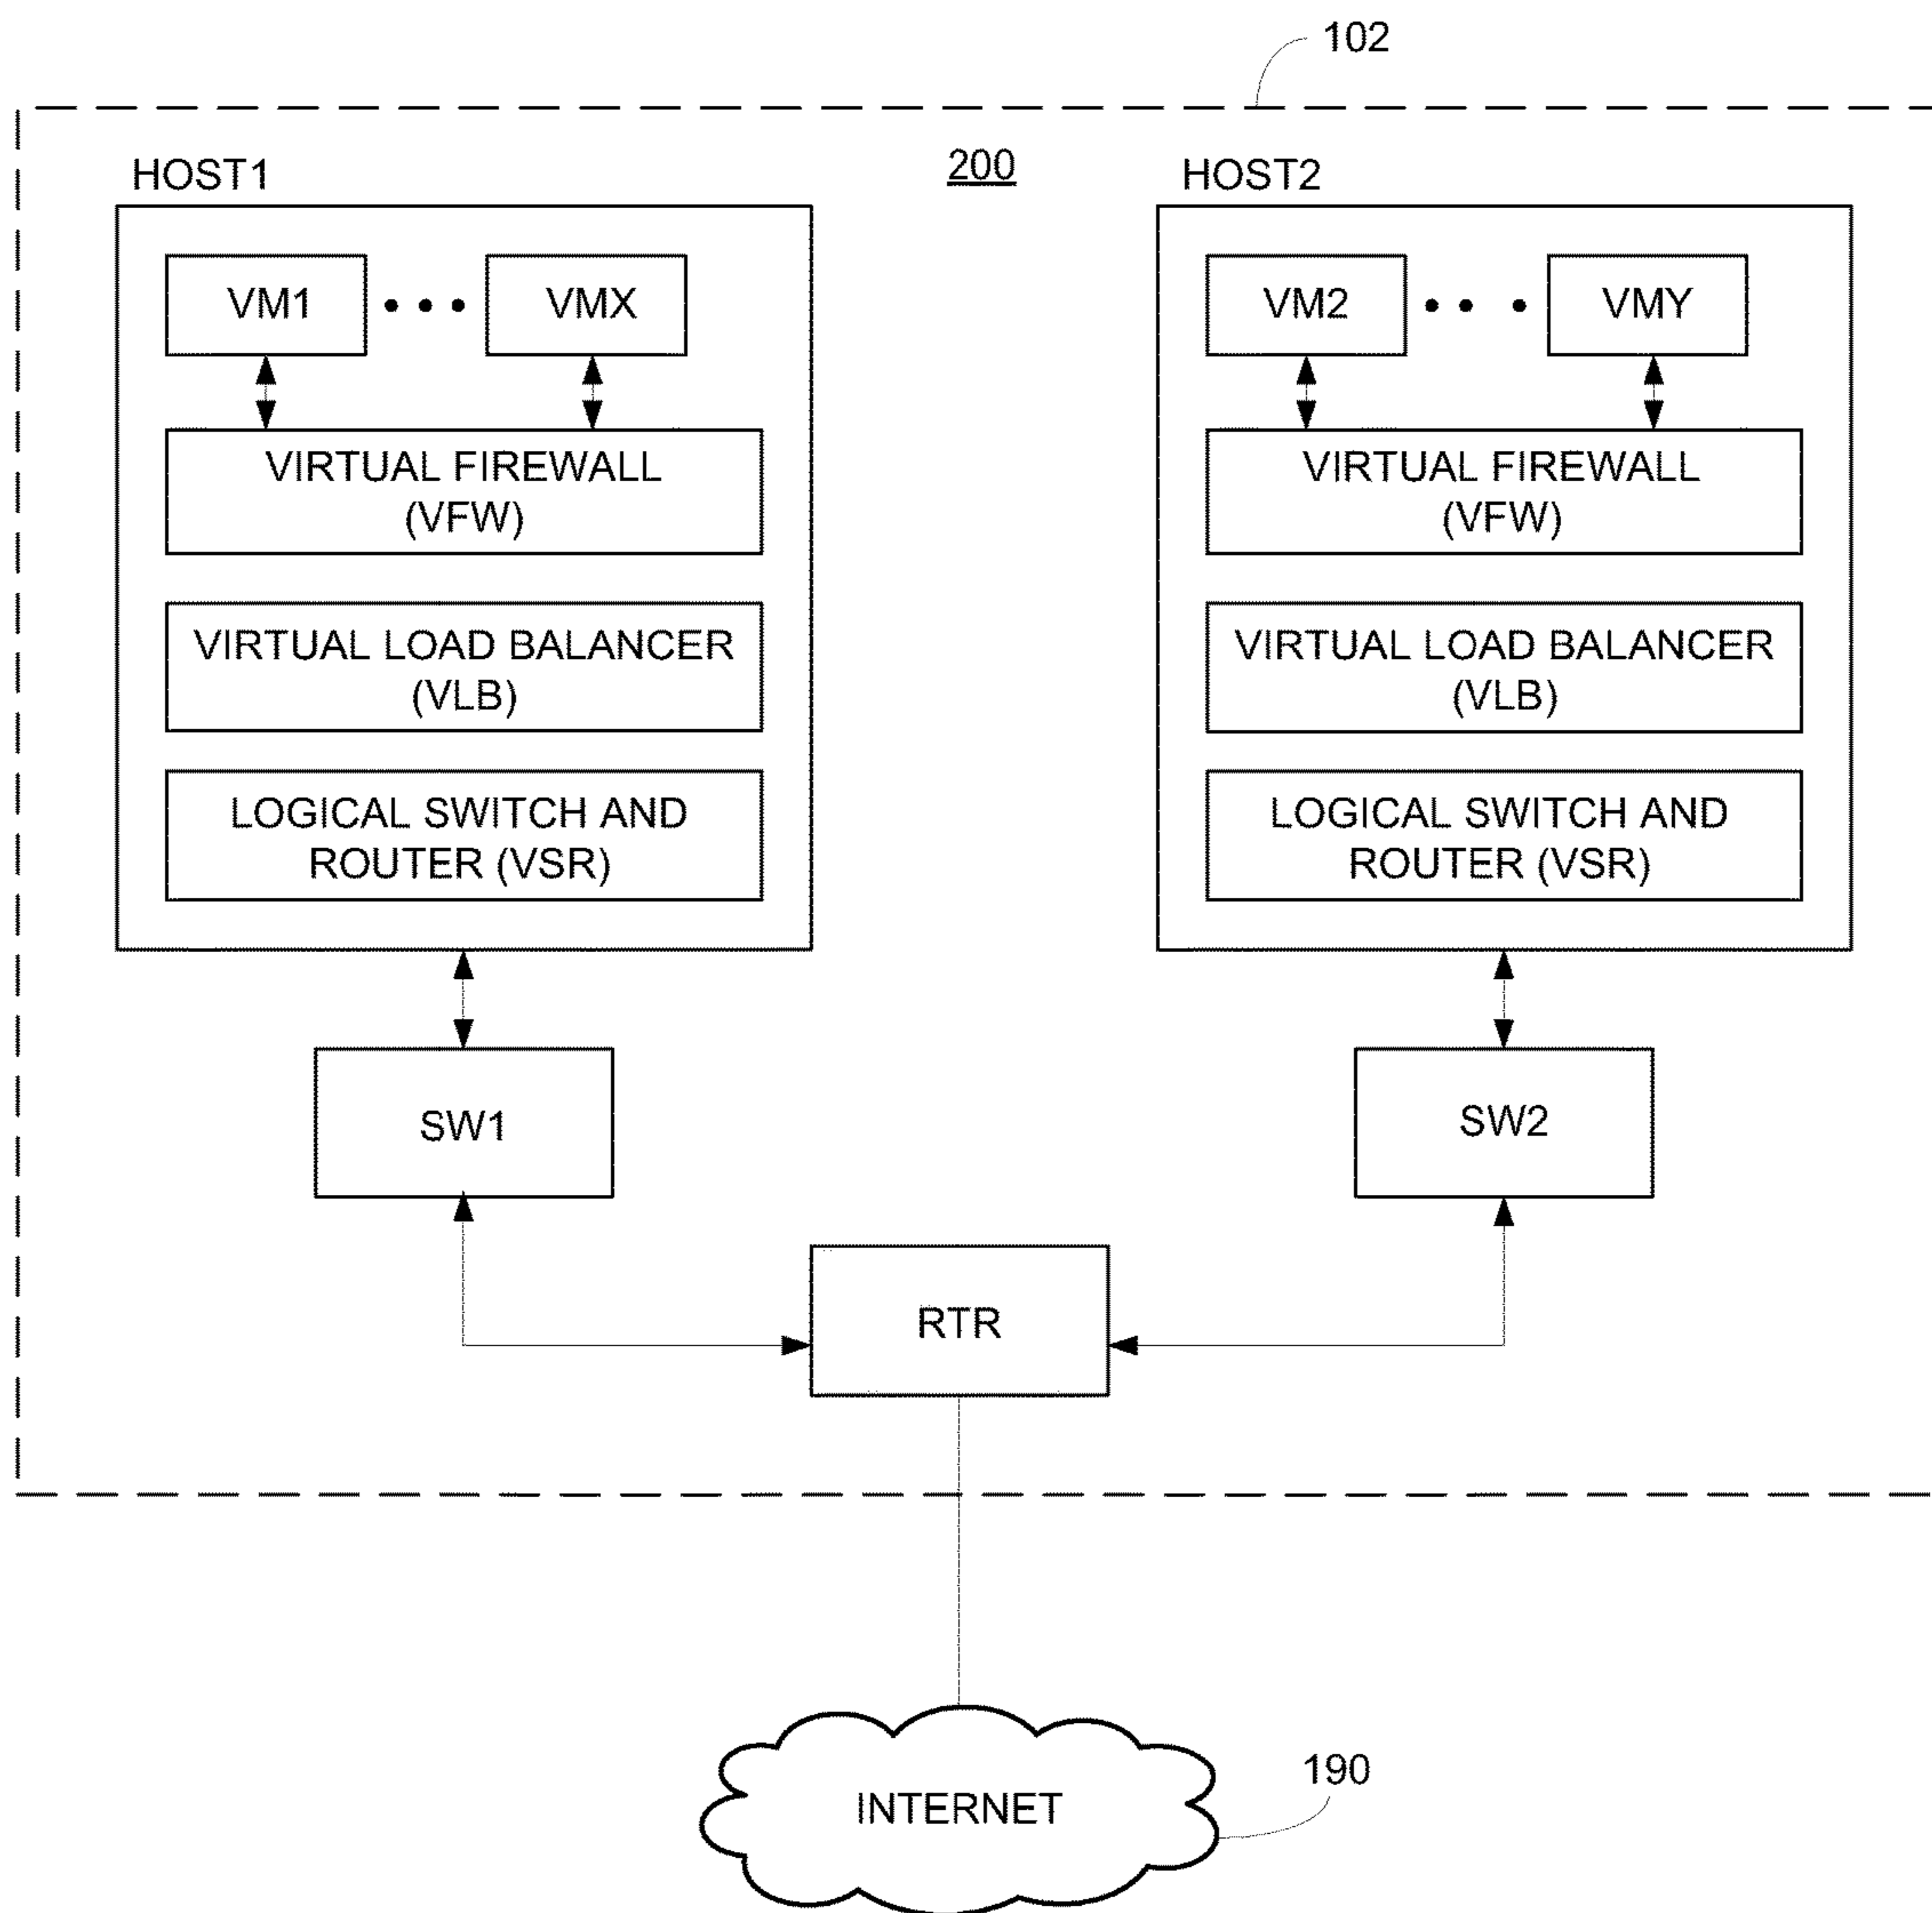 102
200
HOST1
VM1
VMX
VIRTUAL FIREWALL
(VFW)
VIRTUAL LOAD BALANCER
(VLB)
LOGICAL SWITCH AND
ROUTER (VSR)
HOST2
VM2
VMY
VIRTUAL FIREWALL
(VFW)
VIRTUAL LOAD BALANCER
(VLB)
LOGICAL SWITCH AND
ROUTER (VSR)
SW1
SW2
RTR
INTERNET
190